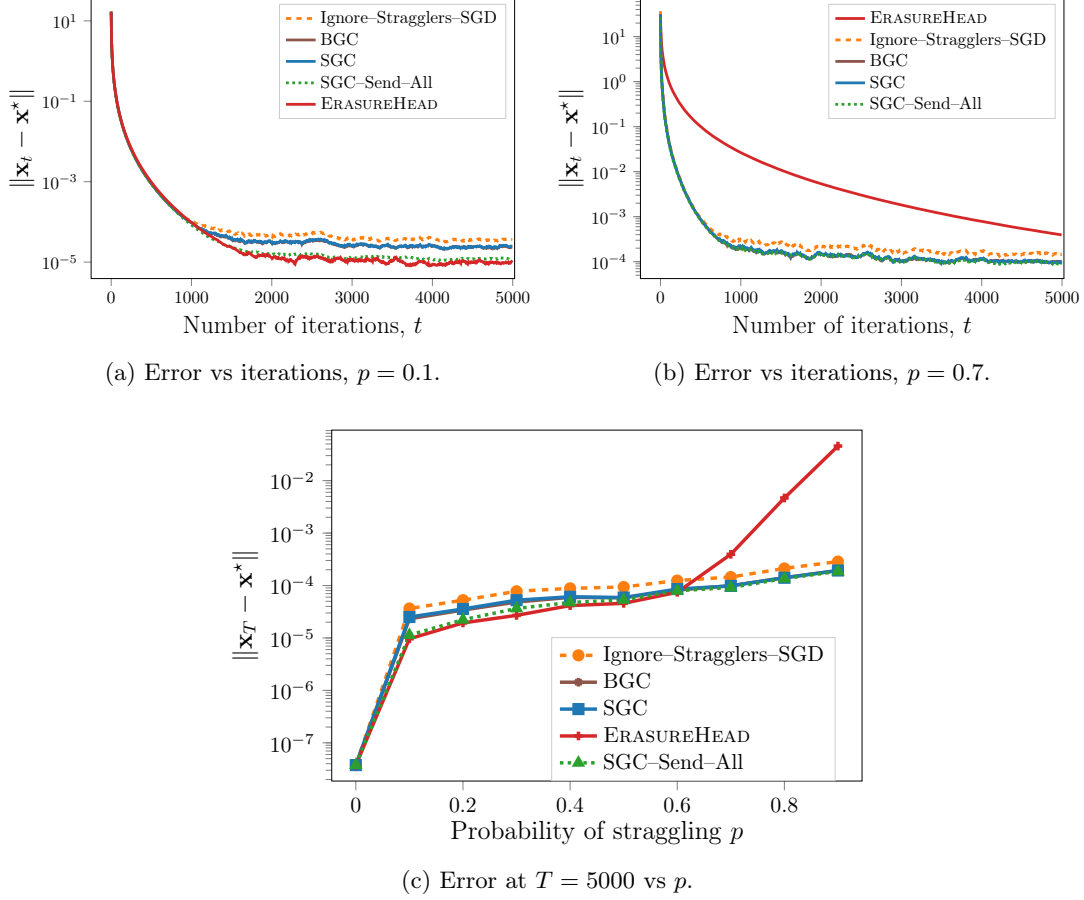 10^1
10^{-1}
10^{-3}
10^{-5}
‖x_t − x^⋆‖
Ignore–Stragglers–SGD
BGC
SGC
SGC–Send–All
ErasureHead
0 1000 2000 3000 4000 5000
Number of iterations, t
(a) Error vs iterations, p = 0.1.
10^1
10^0
10^{-1}
10^{-2}
10^{-3}
10^{-4}
‖x_t − x^⋆‖
ErasureHead
Ignore–Stragglers–SGD
BGC
SGC
SGC–Send–All
0 1000 2000 3000 4000 5000
Number of iterations, t
(b) Error vs iterations, p = 0.7.
10^{-2}
10^{-3}
10^{-4}
10^{-5}
10^{-6}
10^{-7}
‖x_T − x^⋆‖
Ignore–Stragglers–SGD
BGC
SGC
ErasureHead
SGC–Send–All
0 0.2 0.4 0.6 0.8
Probability of straggling p
(c) Error at T = 5000 vs p.